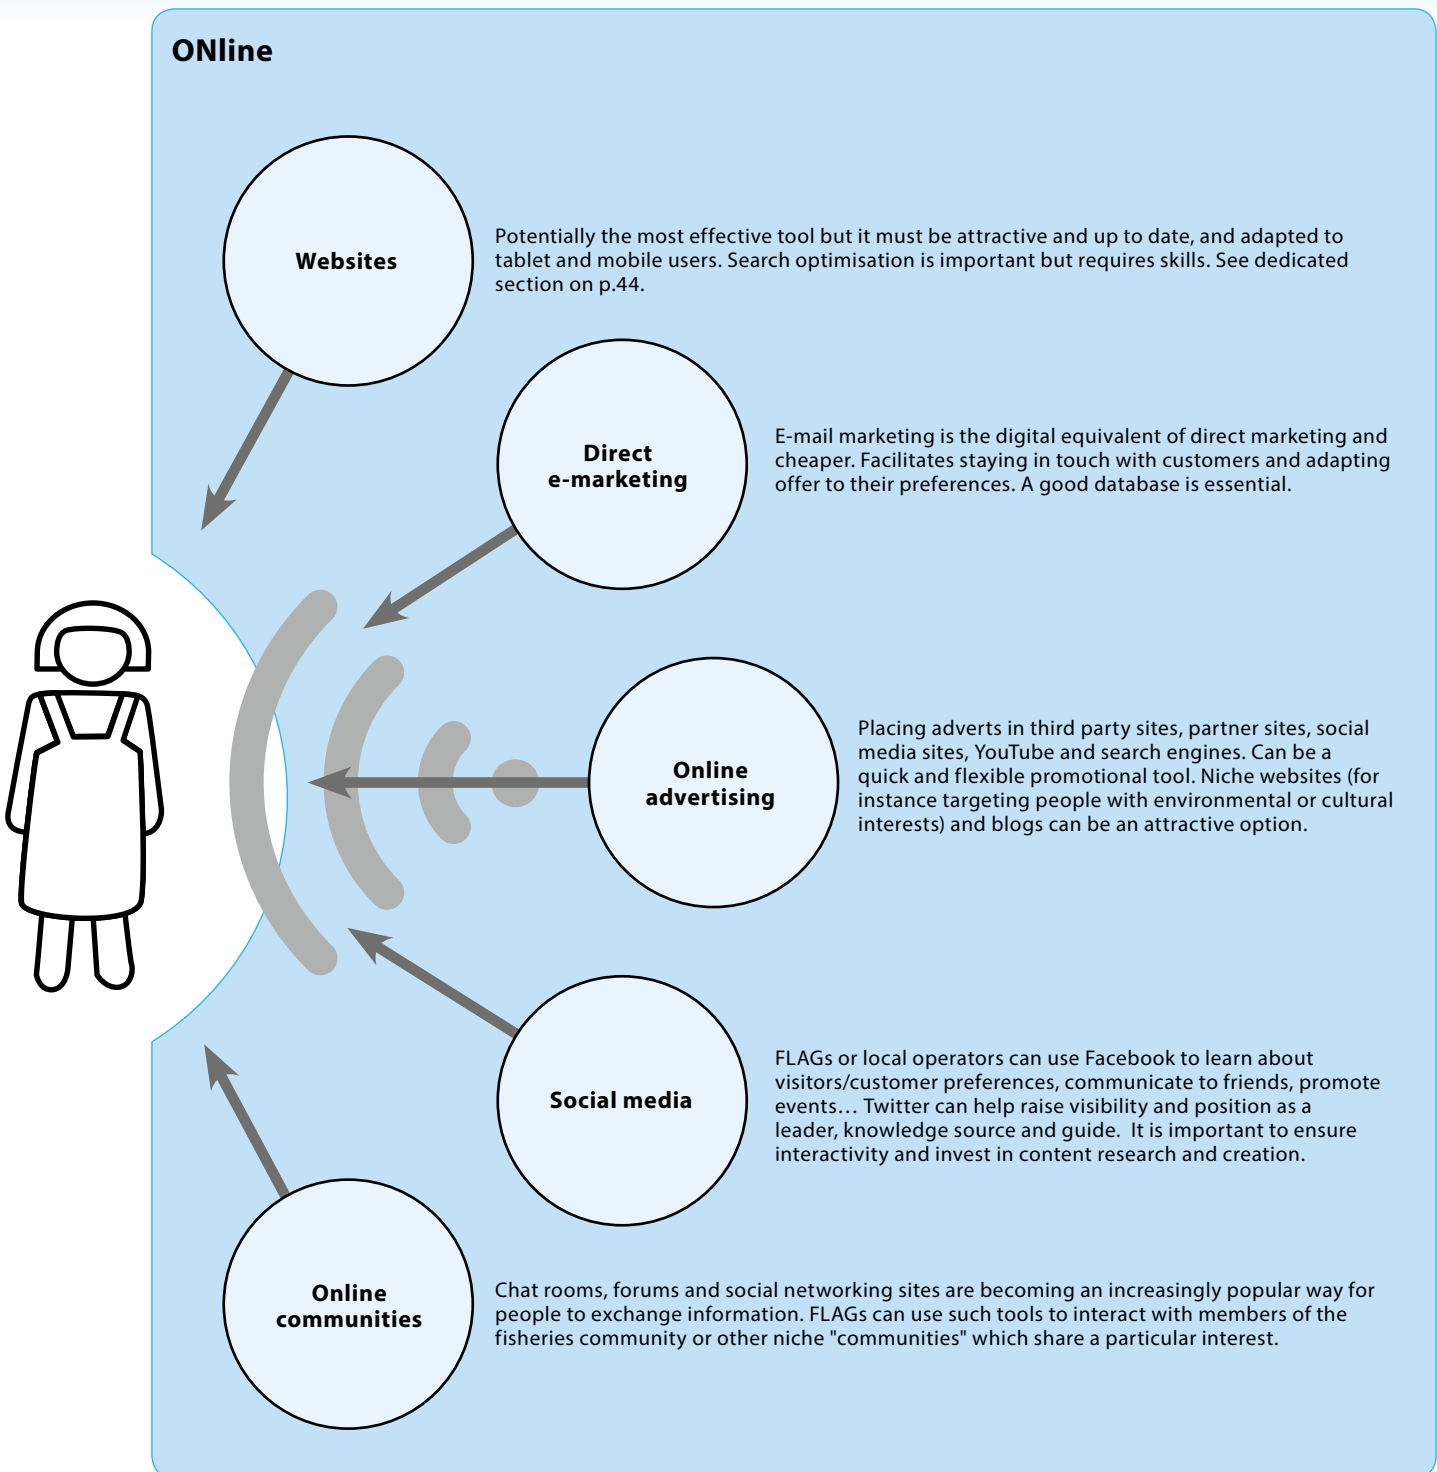 ONline
Websites
Potentially the most effective tool but it must be attractive and up to date, and adapted to
tablet and mobile users. Search optimisation is important but requires skills. See dedicated
section on p.44.
Direct
e-marketing
E-mail marketing is the digital equivalent of direct marketing and
cheaper. Facilitates staying in touch with customers and adapting
offer to their preferences. A good database is essential.
Online
advertising
Placing adverts in third party sites, partner sites, social
media sites, YouTube and search engines. Can be a
quick and flexible promotional tool. Niche websites (for
instance targeting people with environmental or cultural
interests) and blogs can be an attractive option.
Social media
FLAGs or local operators can use Facebook to learn about
visitors/customer preferences, communicate to friends, promote
events… Twitter can help raise visibility and position as a
leader, knowledge source and guide.  It is important to ensure
interactivity and invest in content research and creation.
Online
communities
Chat rooms, forums and social networking sites are becoming an increasingly popular way for
people to exchange information. FLAGs can use such tools to interact with members of the
fisheries community or other niche "communities" which share a particular interest.